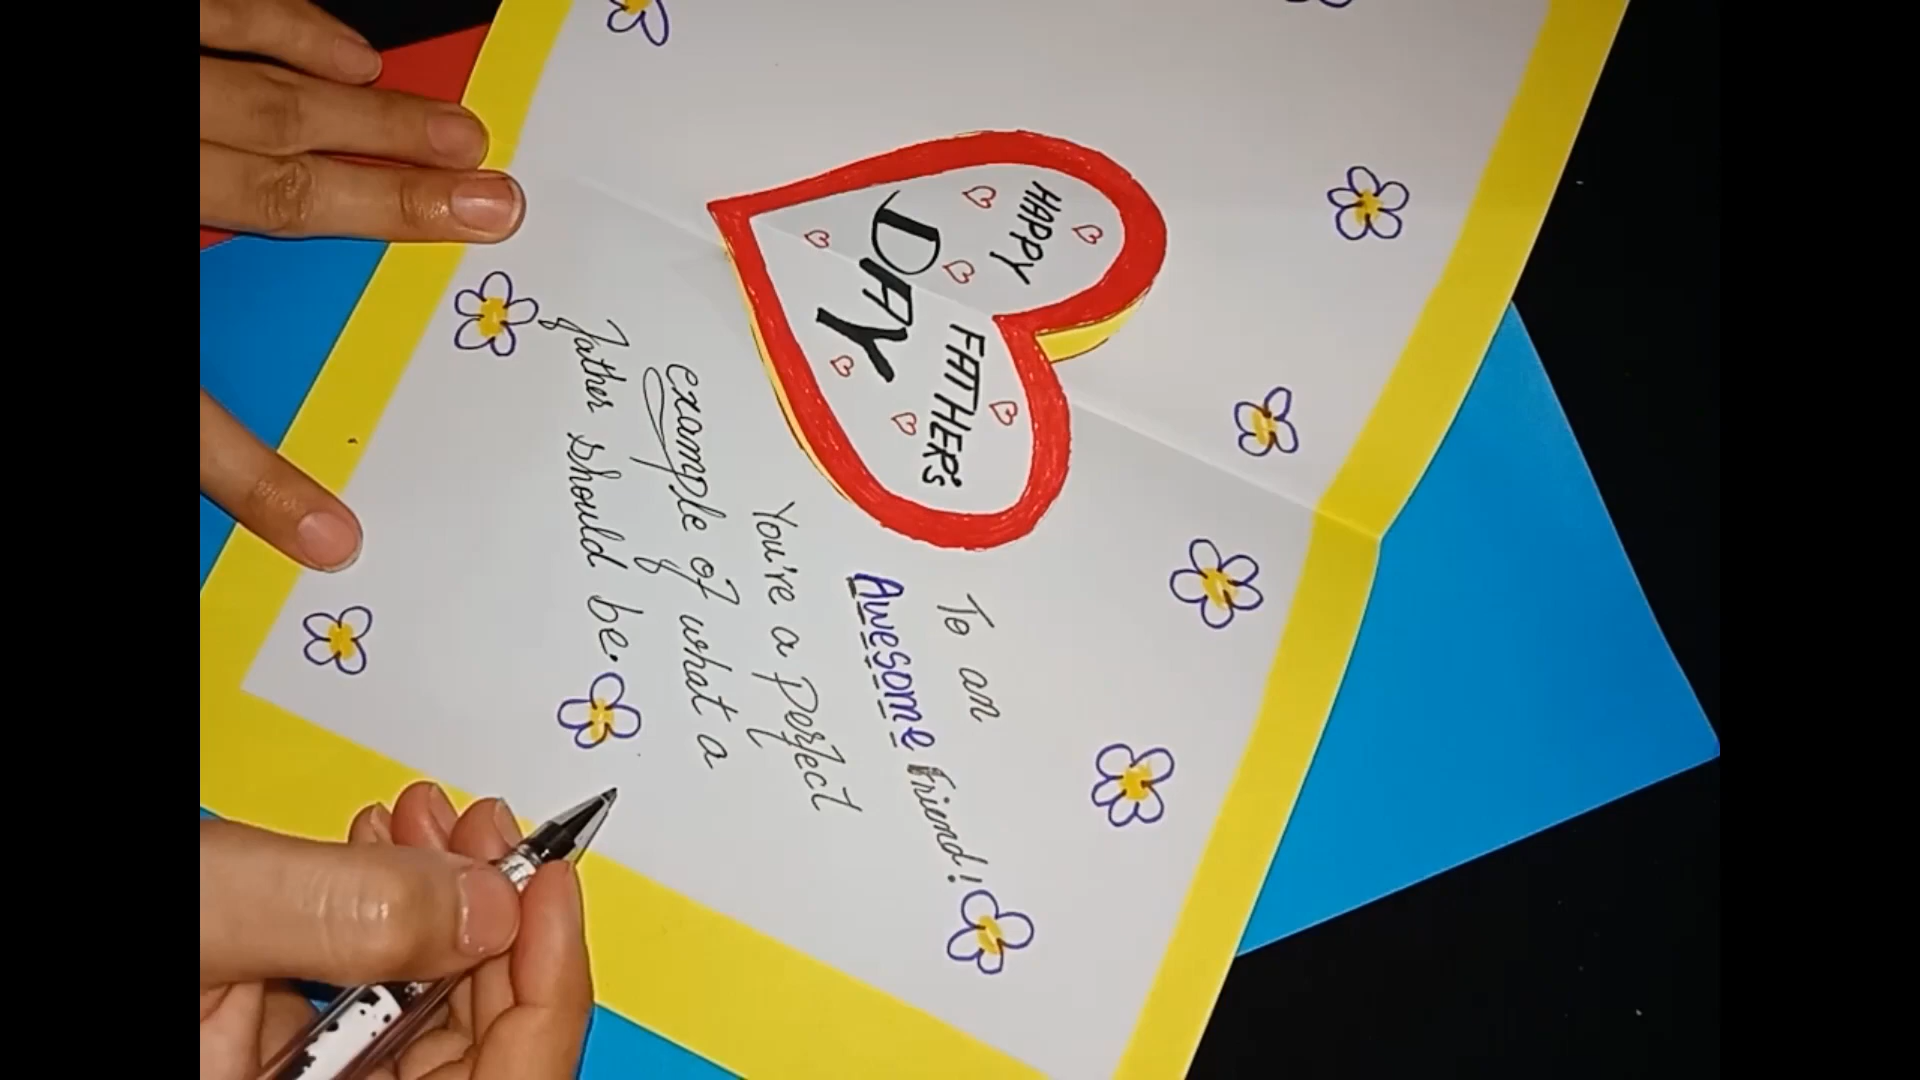 HAPPY
FATHER's
DAY
To an
Awesome Friend!
You're a perfect
example of what a
father should be.